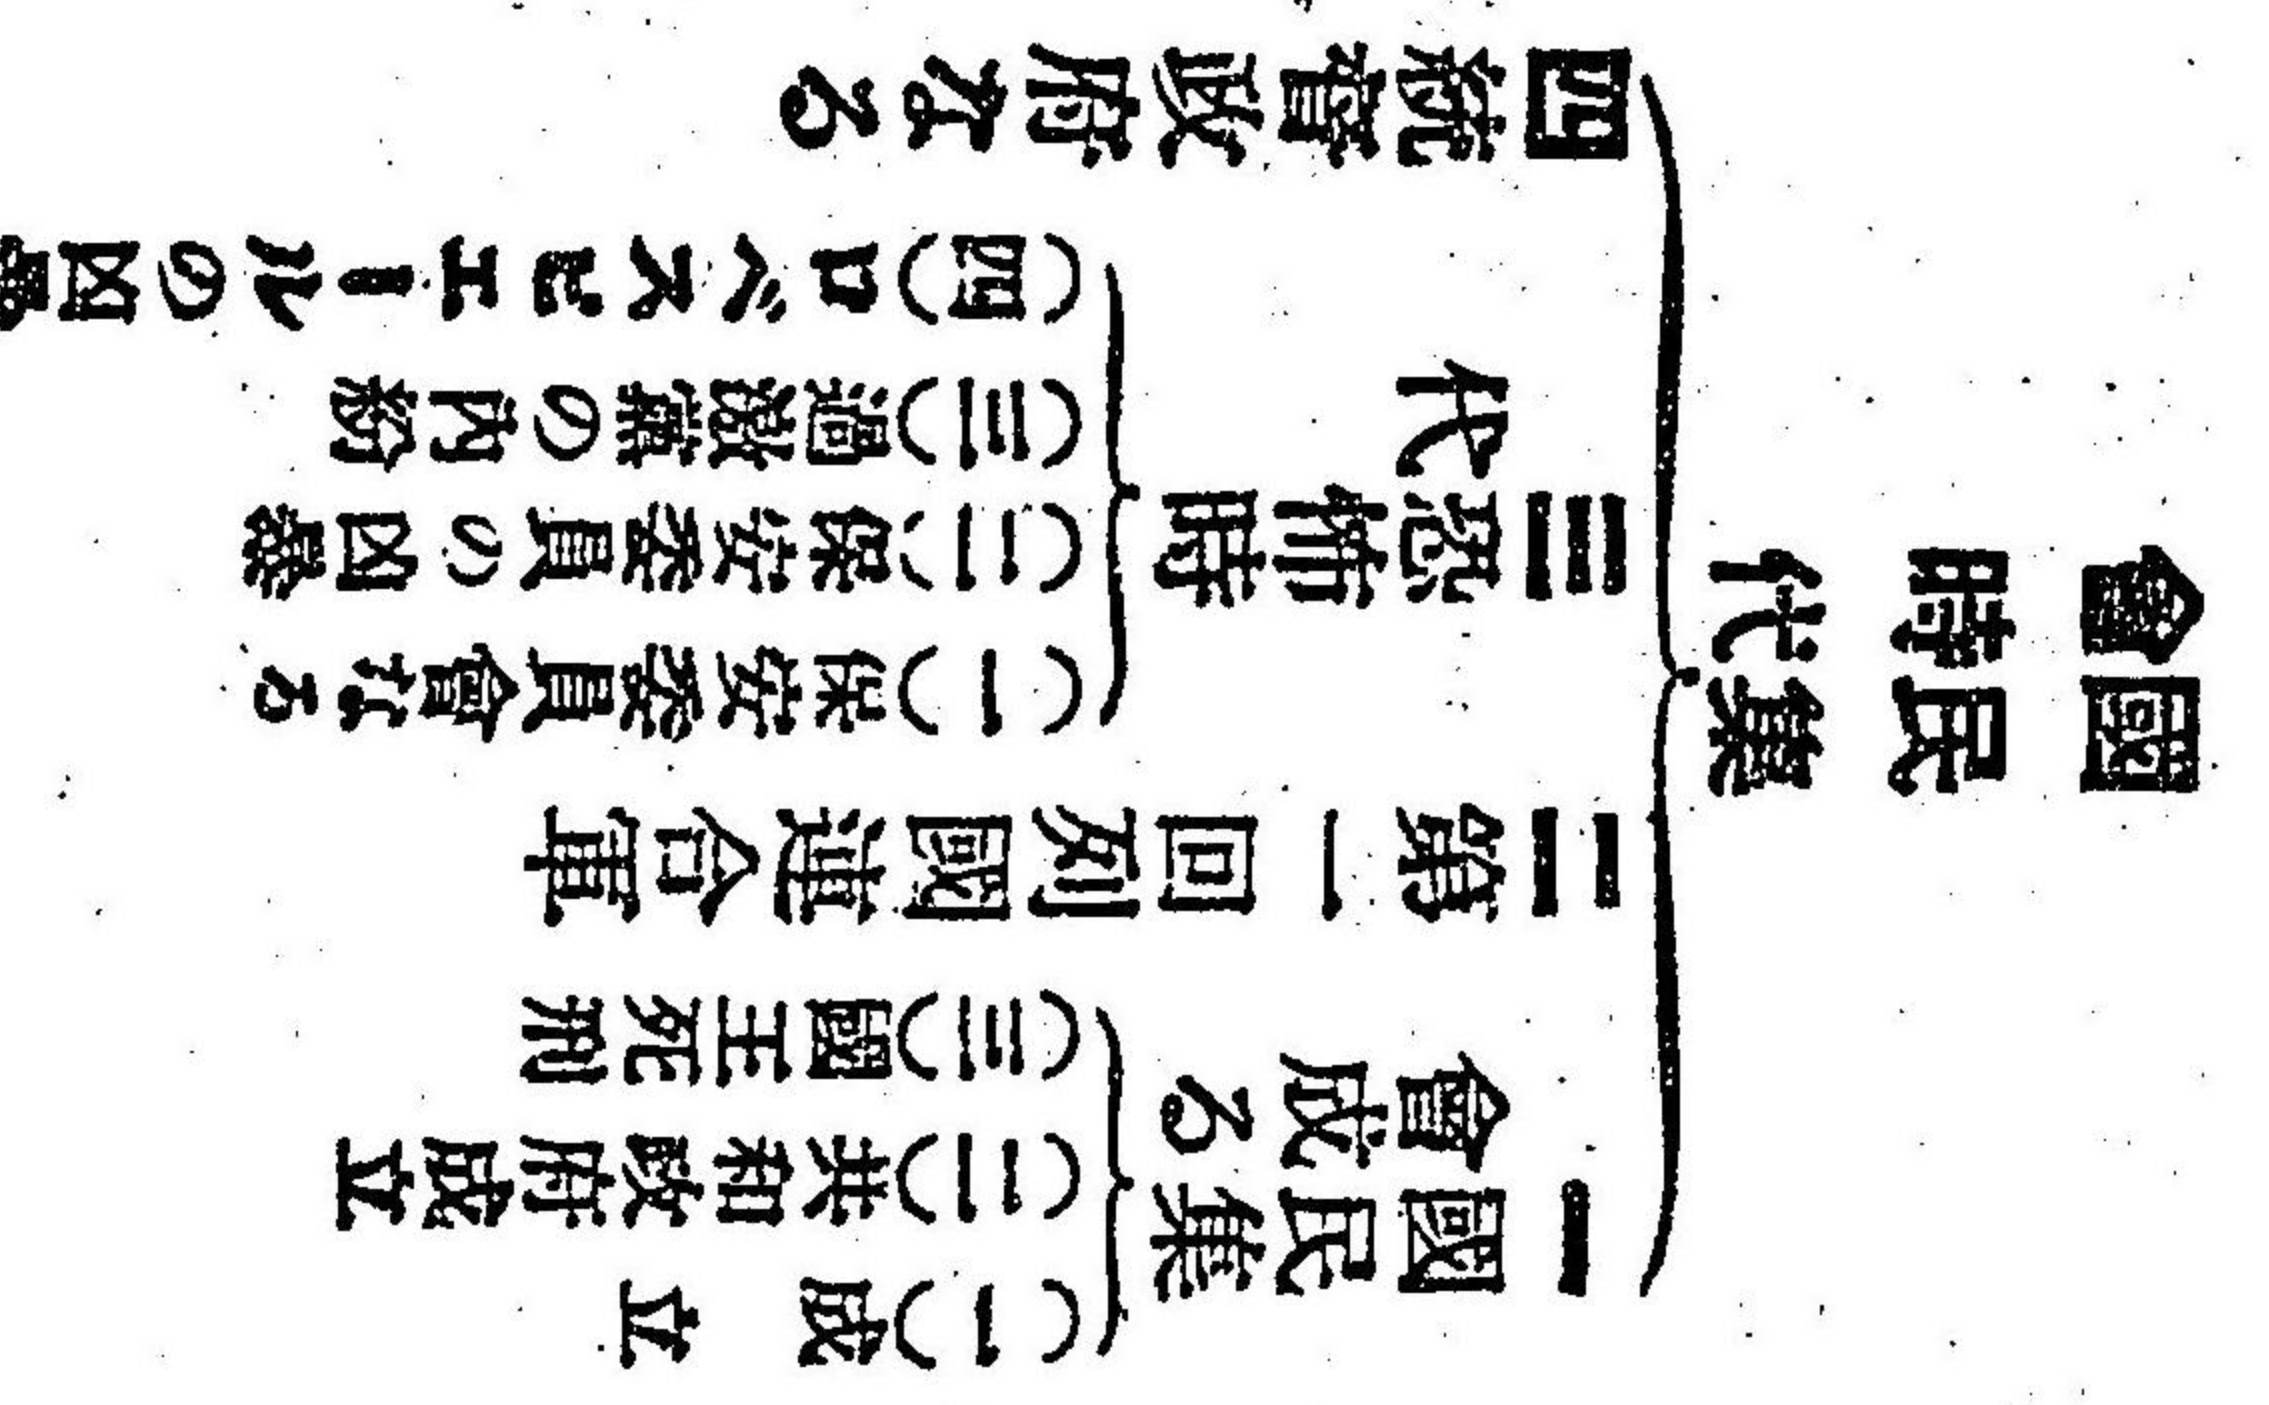 國民集
會時代
一國民集
會成る
(一)成立
(二)共和政府成立
(三)國王死刑
二第一回列國連合軍
三恐怖時
代
(一)保安委員會なる
(二)保安委員の凶暴
(三)過激黨の内紛
(四)ロベスピエールの凶
四統督政府なる